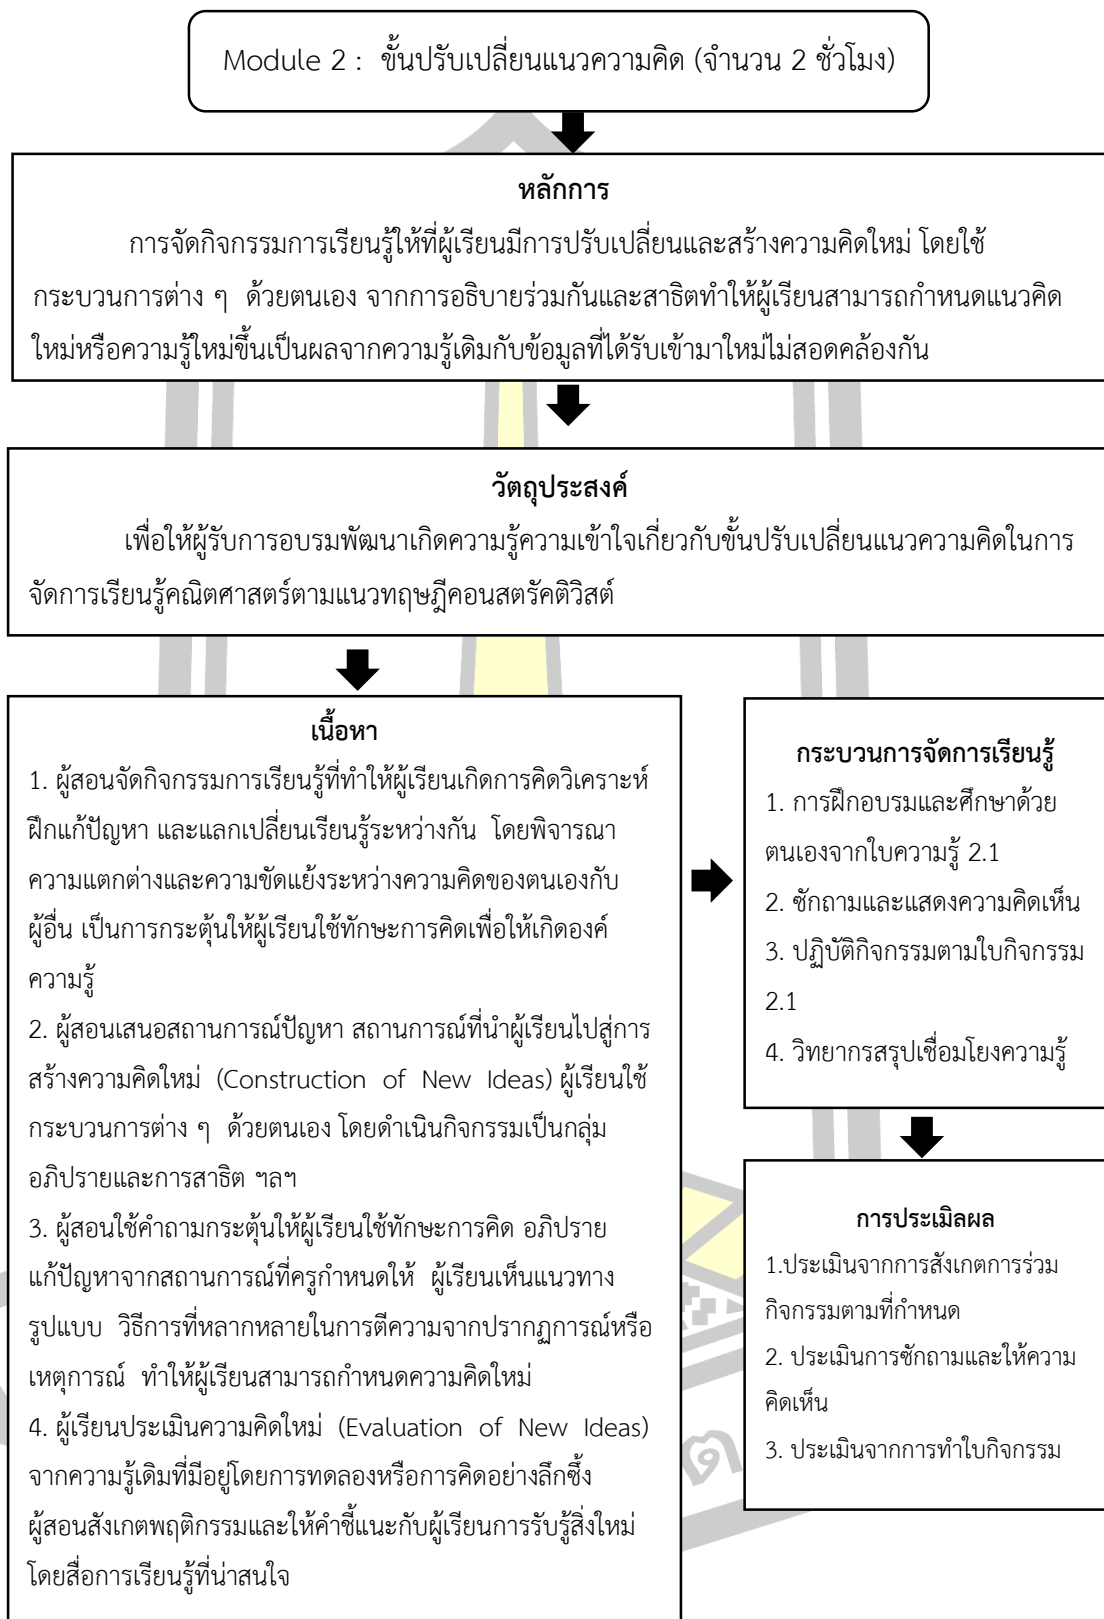 Module 2 :  ขั้นปรับเปลี่ยนแนวความคิด (จำนวน 2 ชั่วโมง)
หลักการ
การจัดกิจกรรมการเรียนรู้ให้ที่ผู้เรียนมีการปรับเปลี่ยนและสร้างความคิดใหม่ โดยใช้
กระบวนการต่าง ๆ  ด้วยตนเอง จากการอธิบายร่วมกันและสาธิตทำให้ผู้เรียนสามารถกำหนดแนวคิด
ใหม่หรือความรู้ใหม่ขึ้นเป็นผลจากความรู้เดิมกับข้อมูลที่ได้รับเข้ามาใหม่ไม่สอดคล้องกัน
วัตถุประสงค์
เพื่อให้ผู้รับการอบรมพัฒนาเกิดความรู้ความเข้าใจเกี่ยวกับขั้นปรับเปลี่ยนแนวความคิดในการ
จัดการเรียนรู้คณิตศาสตร์ตามแนวทฤษฎีคอนสตรัคติวิสต์
เนื้อหา
1. ผู้สอนจัดกิจกรรมการเรียนรู้ที่ทำให้ผู้เรียนเกิดการคิดวิเคราะห์
ฝึกแก้ปัญหา และแลกเปลี่ยนเรียนรู้ระหว่างกัน  โดยพิจารณา
ความแตกต่างและความขัดแย้งระหว่างความคิดของตนเองกับ
ผู้อื่น เป็นการกระตุ้นให้ผู้เรียนใช้ทักษะการคิดเพื่อให้เกิดองค์
ความรู้
2. ผู้สอนเสนอสถานการณ์ปัญหา สถานการณ์ที่นำผู้เรียนไปสู่การ
สร้างความคิดใหม่  (Construction  of  New  Ideas) ผู้เรียนใช้
กระบวนการต่าง ๆ  ด้วยตนเอง โดยดำเนินกิจกรรมเป็นกลุ่ม
อภิปรายและการสาธิต ฯลฯ
3. ผู้สอนใช้คำถามกระตุ้นให้ผู้เรียนใช้ทักษะการคิด  อภิปราย
แก้ปัญหาจากสถานการณ์ที่ครูกำหนดให้  ผู้เรียนเห็นแนวทาง
รูปแบบ  วิธีการที่หลากหลายในการตีความจากปรากฏการณ์หรือ
เหตุการณ์  ทำให้ผู้เรียนสามารถกำหนดความคิดใหม่
4. ผู้เรียนประเมินความคิดใหม่  (Evaluation  of  New  Ideas)
จากความรู้เดิมที่มีอยู่โดยการทดลองหรือการคิดอย่างลึกซึ้ง
ผู้สอนสังเกตพฤติกรรมและให้คำชี้แนะกับผู้เรียนการรับรู้สิ่งใหม่
โดยสื่อการเรียนรู้ที่น่าสนใจ
กระบวนการจัดการเรียนรู้
1. การฝึกอบรมและศึกษาด้วย
ตนเองจากใบความรู้ 2.1
2. ซักถามและแสดงความคิดเห็น
3. ปฏิบัติกิจกรรมตามใบกิจกรรม
2.1
4. วิทยากรสรุปเชื่อมโยงความรู้
การประเมิลผล
1.ประเมินจากการสังเกตการร่วม
กิจกรรมตามที่กำหนด
2. ประเมินการซักถามและให้ความ
คิดเห็น
3. ประเมินจากการทำใบกิจกรรม